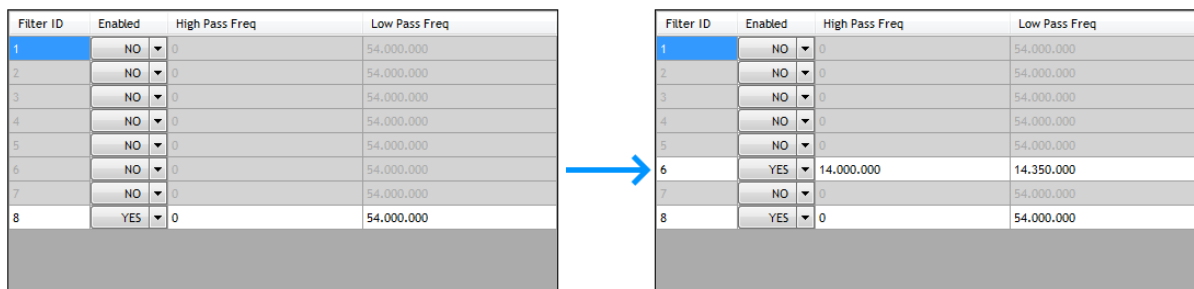 Filter ID Enabled High Pass Freq Low Pass Freq
1 NO 0 54.000.000
2 NO 0 54.000.000
3 NO 0 54.000.000
4 NO 0 54.000.000
5 NO 0 54.000.000
6 NO 0 54.000.000
7 NO 0 54.000.000
8 YES 0 54.000.000
Filter ID Enabled High Pass Freq Low Pass Freq
1 NO 0 54.000.000
2 NO 0 54.000.000
3 NO 0 54.000.000
4 NO 0 54.000.000
5 NO 0 54.000.000
6 YES 14.000.000 14.350.000
7 NO 0 54.000.000
8 YES 0 54.000.000